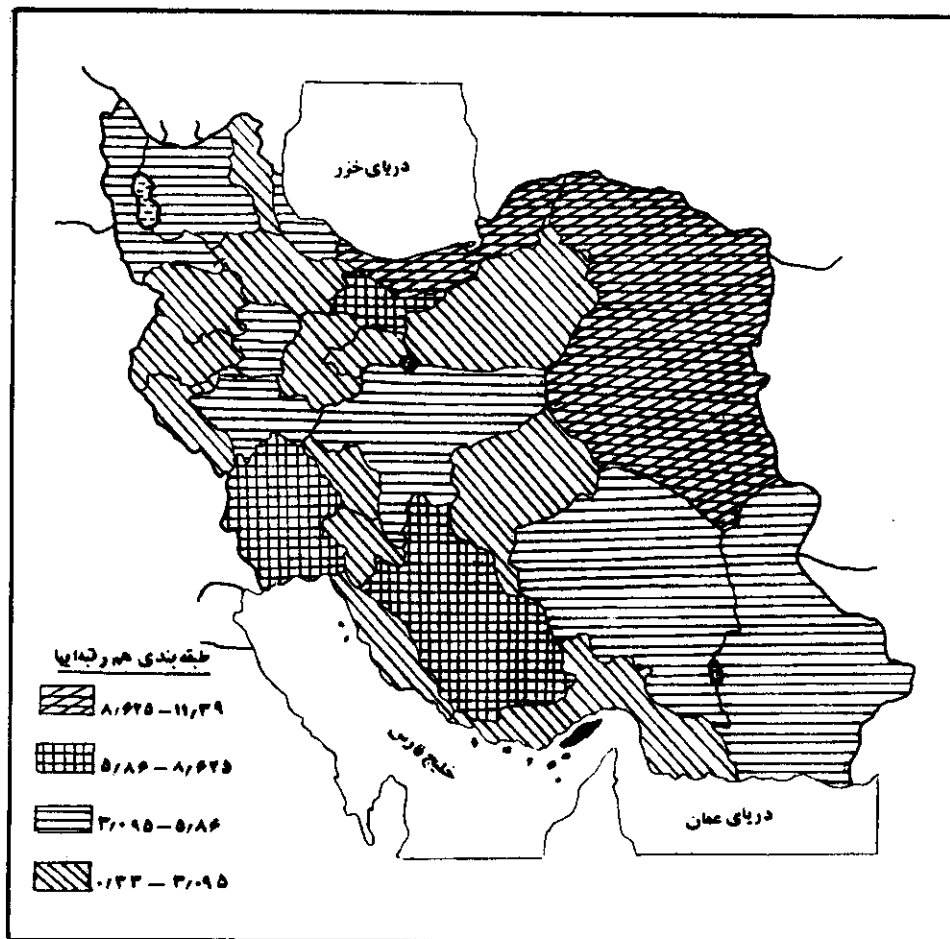 دریای خزر
طبقه‌بندی هم رتبه‌ایها
۸٫۶۲۵ – ۱۱٫۳۹
۵٫۸۶ – ۸٫۶۲۵
۳٫۰۹۵ – ۵٫۸۶
۰٫۳۳ – ۳٫۰۹۵
خلیج فارس
دریای عمان